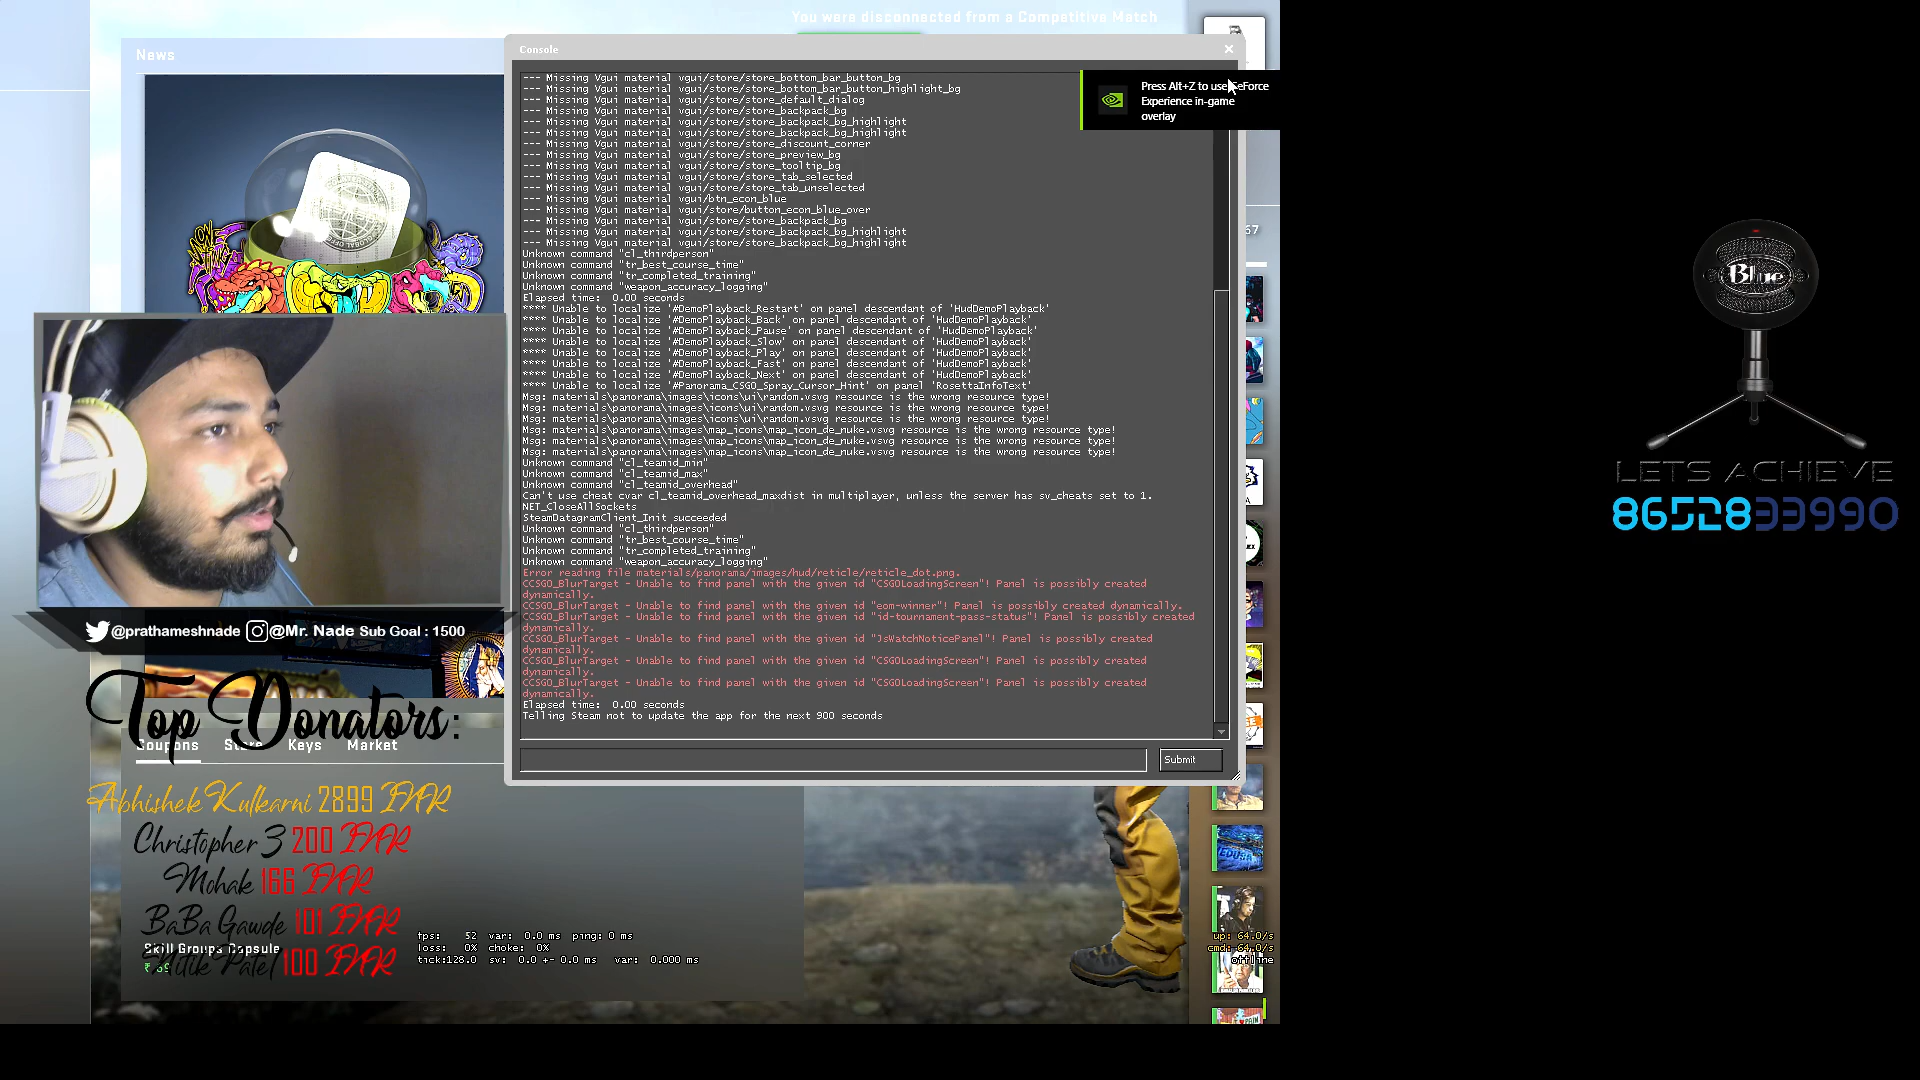 You were disconnected from a Competitive Match
News
Console
--- Missing Vgui material vgui/store/store_bottom_bar_button_bg
--- Missing Vgui material vgui/store/store_bottom_bar_button_highlight_bg
--- Missing Vgui material vgui/store/store_default_dialog
--- Missing Vgui material vgui/store/store_backpack_bg
--- Missing Vgui material vgui/store/store_backpack_bg_highlight
--- Missing Vgui material vgui/store/store_backpack_bg_highlight
--- Missing Vgui material vgui/store/store_discount_corner
--- Missing Vgui material vgui/store/store_preview_bg
--- Missing Vgui material vgui/store/store_tooltip_bg
--- Missing Vgui material vgui/store/store_tab_selected
--- Missing Vgui material vgui/store/store_tab_unselected
--- Missing Vgui material vgui/btn_econ_blue
--- Missing Vgui material vgui/store/button_econ_blue_over
--- Missing Vgui material vgui/store/store_backpack_bg
--- Missing Vgui material vgui/store/store_backpack_bg_highlight
--- Missing Vgui material vgui/store/store_backpack_bg_highlight
Unknown command "cl_thirdperson"
Unknown command "tr_best_course_time"
Unknown command "tr_completed_training"
Unknown command "weapon_accuracy_logging"
Elapsed time:  0.00 seconds
**** Unable to localize '#DemoPlayback_Restart' on panel descendant of 'HudDemoPlayback'
**** Unable to localize '#DemoPlayback_Back' on panel descendant of 'HudDemoPlayback'
**** Unable to localize '#DemoPlayback_Pause' on panel descendant of 'HudDemoPlayback'
**** Unable to localize '#DemoPlayback_Slow' on panel descendant of 'HudDemoPlayback'
**** Unable to localize '#DemoPlayback_Play' on panel descendant of 'HudDemoPlayback'
**** Unable to localize '#DemoPlayback_Fast' on panel descendant of 'HudDemoPlayback'
**** Unable to localize '#DemoPlayback_Next' on panel descendant of 'HudDemoPlayback'
**** Unable to localize '#Panorama_CSGO_Spray_Cursor_Hint' on panel 'RosettaInfoText'
Msg: materials\panorama\images\icons\ui\random.vsvg resource is the wrong resource type!
Msg: materials\panorama\images\icons\ui\random.vsvg resource is the wrong resource type!
Msg: materials\panorama\images\icons\ui\random.vsvg resource is the wrong resource type!
Msg: materials\panorama\images\map_icons\map_icon_de_nuke.vsvg resource is the wrong resource type!
Msg: materials\panorama\images\map_icons\map_icon_de_nuke.vsvg resource is the wrong resource type!
Msg: materials\panorama\images\map_icons\map_icon_de_nuke.vsvg resource is the wrong resource type!
Unknown command "cl_teamid_min"
Unknown command "cl_teamid_max"
Unknown command "cl_teamid_overhead"
Can't use cheat cvar cl_teamid_overhead_maxdist in multiplayer, unless the server has sv_cheats set to 1.
NET_CloseAllSockets
SteamDatagramClient_Init succeeded
Unknown command "cl_thirdperson"
Unknown command "tr_best_course_time"
Unknown command "tr_completed_training"
Unknown command "weapon_accuracy_logging"
Error reading file materials/panorama/images/hud/reticle/reticle_dot.png.
CCSGO_BlurTarget - Unable to find panel with the given id "CSGOLoadingScreen"! Panel is possibly created
dynamically.
CCSGO_BlurTarget - Unable to find panel with the given id "eom-winner"! Panel is possibly created dynamically.
CCSGO_BlurTarget - Unable to find panel with the given id "id-tournament-pass-status"! Panel is possibly created
dynamically.
CCSGO_BlurTarget - Unable to find panel with the given id "JsWatchNoticePanel"! Panel is possibly created
dynamically.
CCSGO_BlurTarget - Unable to find panel with the given id "CSGOLoadingScreen"! Panel is possibly created
dynamically.
CCSGO_BlurTarget - Unable to find panel with the given id "CSGOLoadingScreen"! Panel is possibly created
dynamically.
Elapsed time:  0.00 seconds
Telling Steam not to update the app for the next 900 seconds
Submit
Press Alt+Z to use GeForce
Experience in-game
overlay
67
Blue
LETS ACHIEVE
8652833990
@prathameshnade @Mr. Nade Sub Goal : 1500
Top Donators:
Coupons Store Keys Market
Abhishek Kulkarni 2899 INR
Christopher 3 200 INR
Mohak 166 INR
BaBa Gawde 101 INR
Skill Groups Capsule
Nitik Patel 100 INR
fps: 52 var: 0.0 ms ping: 0 ms
loss: 0% choke: 0%
tick:128.0 sv: 0.0 +- 0.0 ms var: 0.000 ms
up: 64.0/s
cmd: 64.0/s
offline